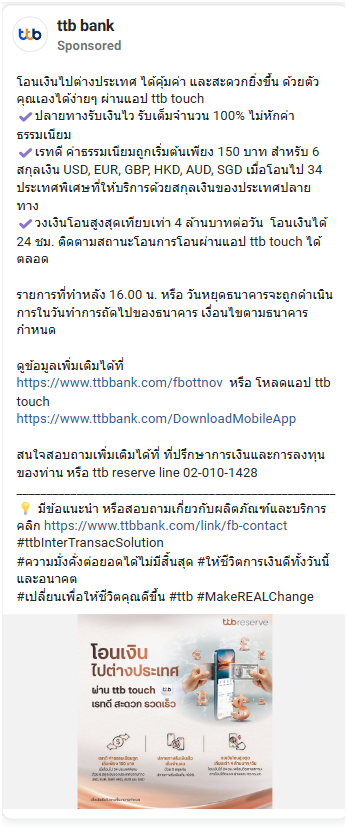 ttb
ttb bank
Sponsored
โอนเงินไปต่างประเทศ ได้คุ้มค่า และสะดวกยิ่งขึ้น ด้วยตัว
คุณเองได้ง่ายๆ ผ่านแอป ttb touch
✔ปลายทางรับเงินไว รับเต็มจำนวน 100% ไม่หักค่า
ธรรมเนียม
✔เรทดี ค่าธรรมเนียมถูกเริ่มต้นเพียง 150 บาท สำหรับ 6
สกุลเงิน USD, EUR, GBP, HKD, AUD, SGD เมื่อโอนไป 34
ประเทศพิเศษที่ให้บริการด้วยสกุลเงินของประเทศปลาย
ทาง
✔วงเงินโอนสูงสุดเทียบเท่า 4 ล้านบาทต่อวัน โอนเงินได้
24 ชม. ติดตามสถานะโอนการโอนผ่านแอป ttb touch ได้
ตลอด
รายการที่ทำหลัง 16.00 น. หรือ วันหยุดธนาคารจะถูกดำเนิน
การในวันทำการถัดไปของธนาคาร เงื่อนไขตามธนาคาร
กำหนด
ดูข้อมูลเพิ่มเติมได้ที่
https://www.ttbbank.com/fbottnov หรือ โหลดแอป ttb
touch
https://www.ttbbank.com/DownloadMobileApp
สนใจสอบถามเพิ่มเติมได้ที่ ที่ปรึกษาการเงินและการลงทุน
ของท่าน หรือ ttb reserve line 02-010-1428
💡 มีข้อแนะนำ หรือสอบถามเกี่ยวกับผลิตภัณฑ์และบริการ
คลิก https://www.ttbbank.com/link/fb-contact
#ttbInterTransacSolution
#ความมั่งคั่งต่อยอดได้ไม่มีสิ้นสุด #ให้ชีวิตการเงินดีทั้งวันนี้
และอนาคต
#เปลี่ยนเพื่อให้ชีวิตคุณดีขึ้น #ttb #MakeREALChange
ttb reserve
โอนเงิน
ไปต่างประเทศ
ผ่าน ttb touch ttb
เรทดี สะดวก รวดเร็ว